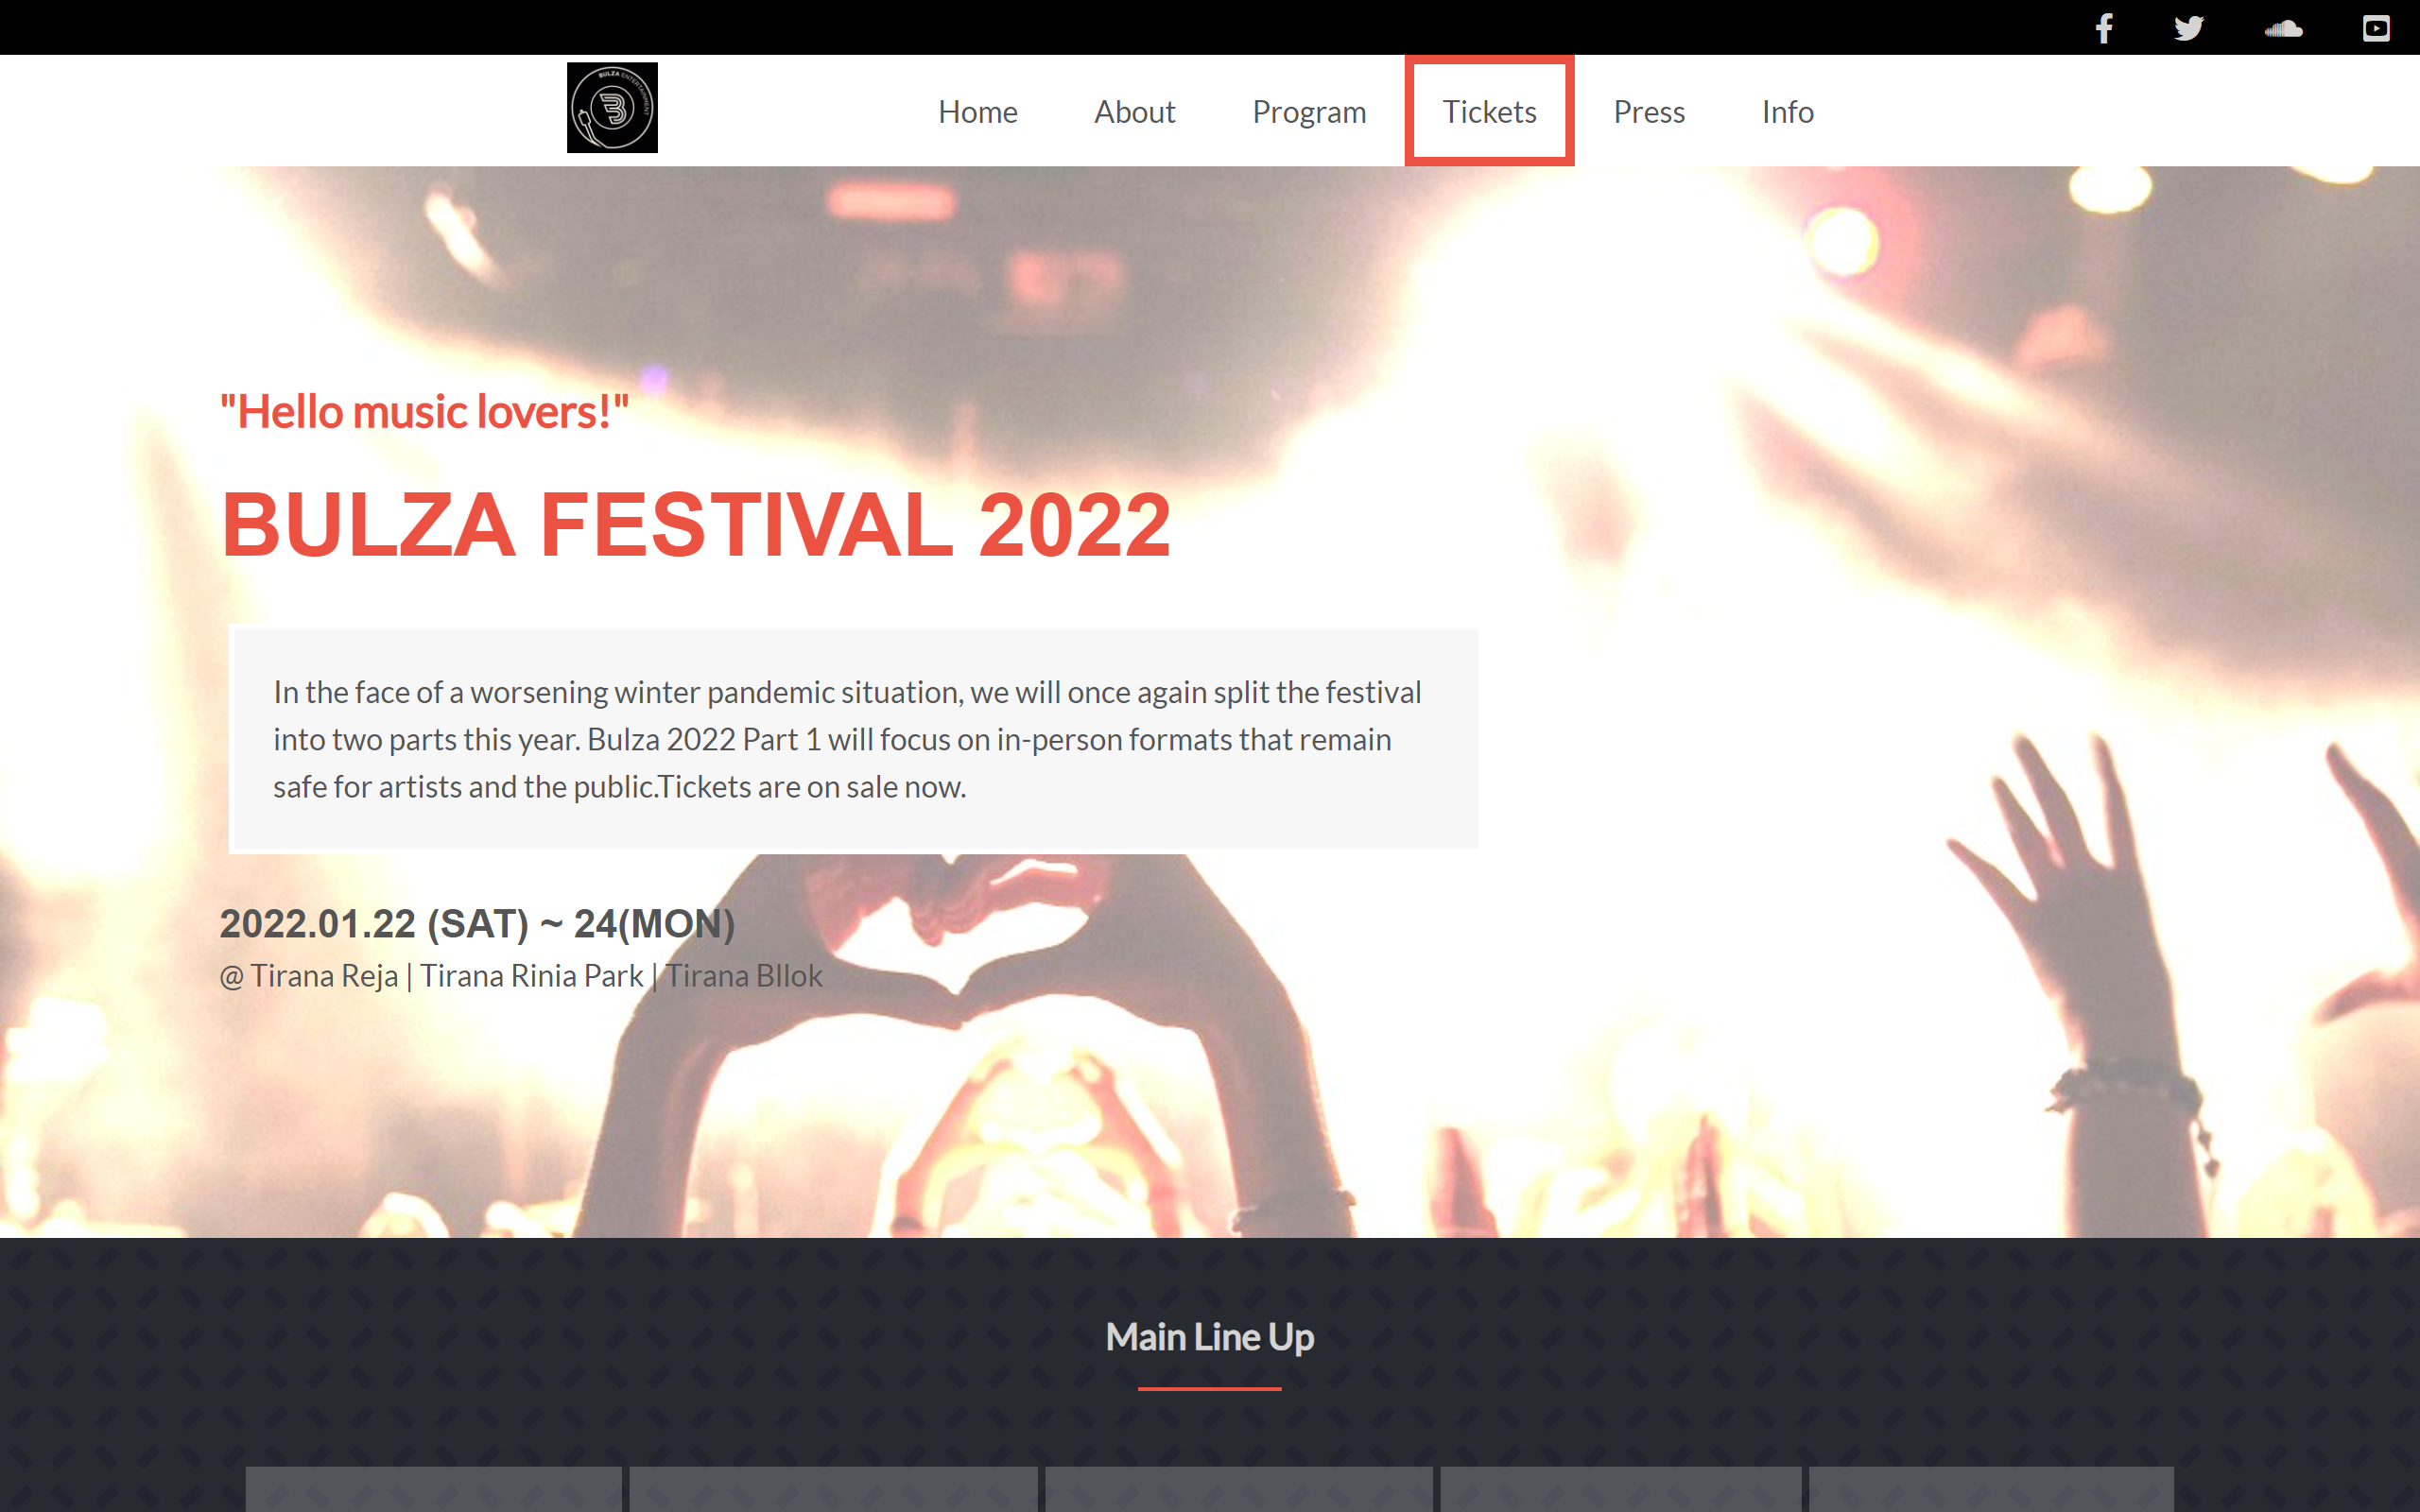 BULZA ENTERTAINMENT
Home
About
Program
Tickets
Press
Info
"Hello music lovers!"
BULZA FESTIVAL 2022
In the face of a worsening winter pandemic situation, we will once again split the festival
into two parts this year. Bulza 2022 Part 1 will focus on in-person formats that remain
safe for artists and the public.Tickets are on sale now.
2022.01.22 (SAT) ~ 24(MON)
@ Tirana Reja | Tirana Rinia Park | Tirana Bllok
Main Line Up